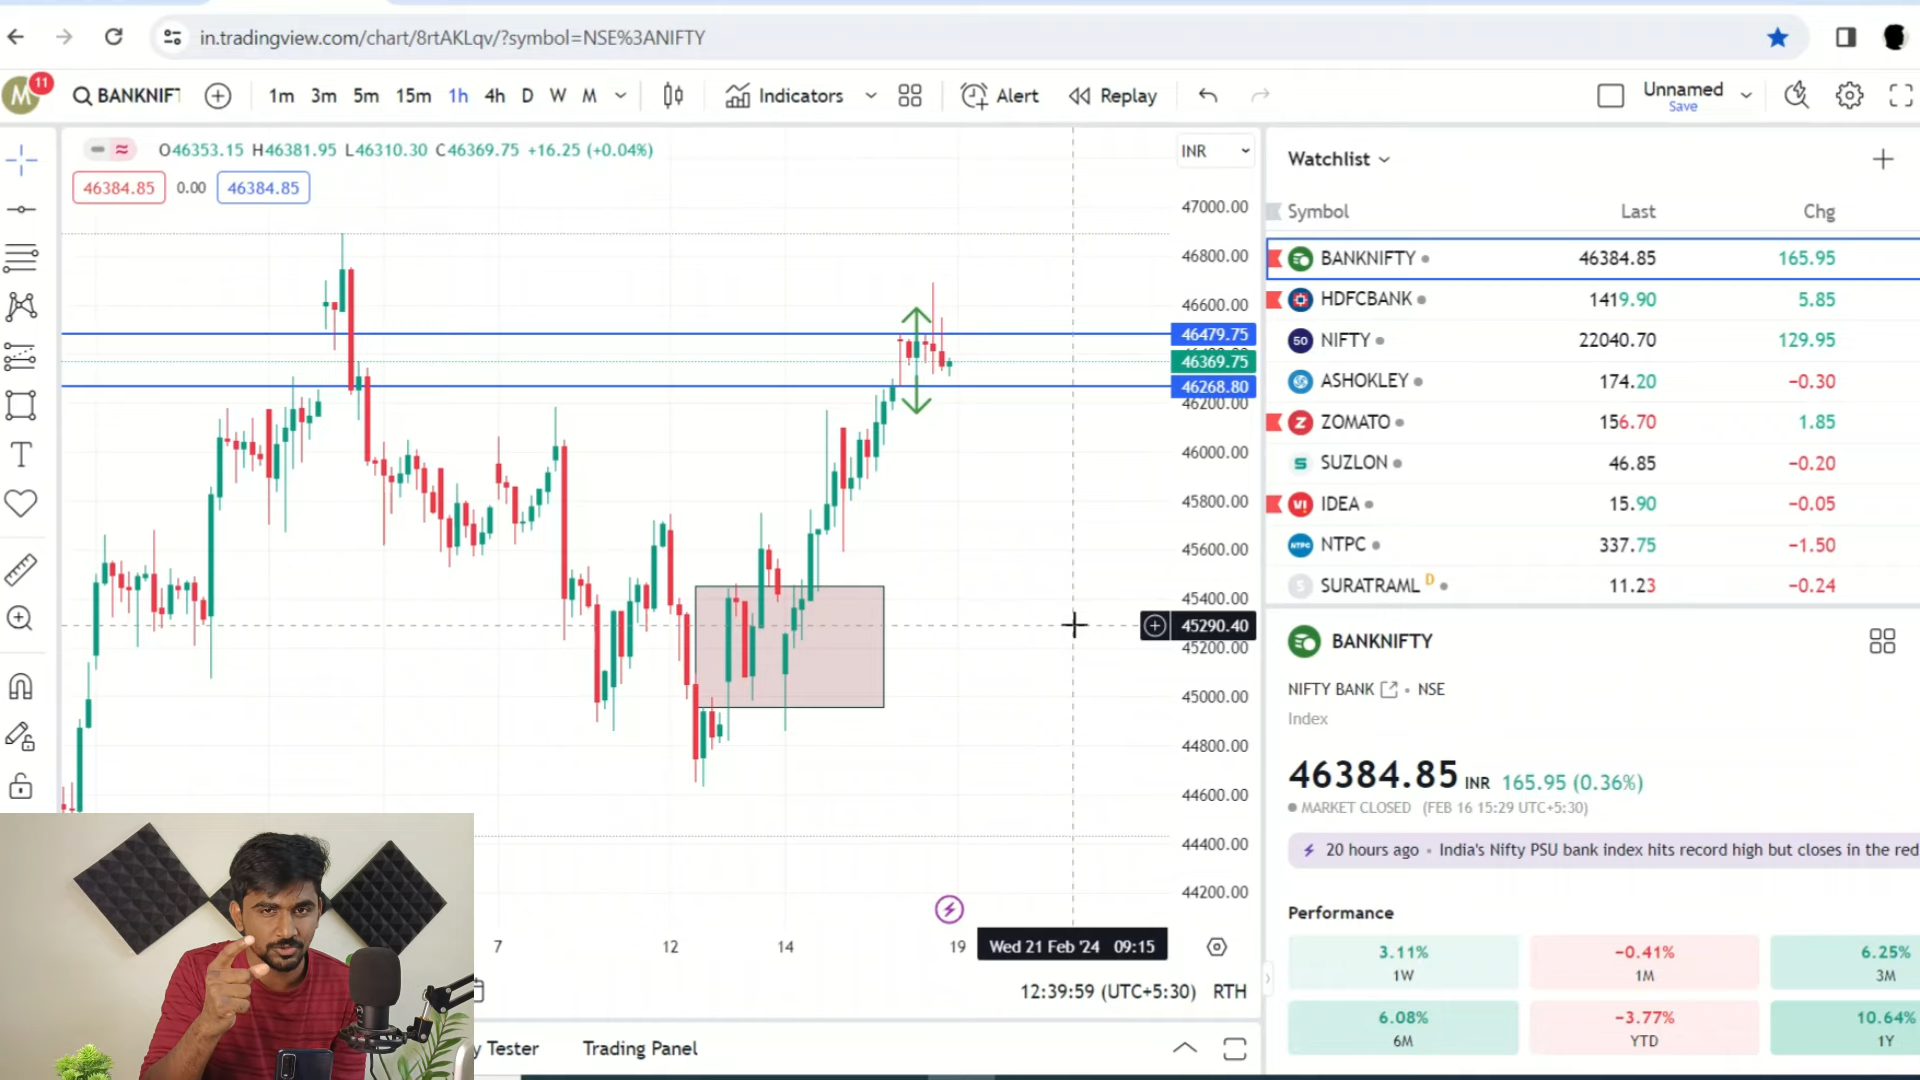 in.tradingview.com/chart/8rtAKLqv/?symbol=NSE%3ANIFTY
M 11 BANKNIFT 1m 3m 5m 15m 1h 4h D W M Indicators Alert Replay Unnamed
Save
O46353.15 H46381.95 L46310.30 C46369.75 +16.25 (+0.04%)
INR
46384.85 0.00 46384.85
47000.00
46800.00
46600.00
46479.75
46369.75
46268.80
46200.00
46000.00
45800.00
45600.00
45400.00
45290.40
45200.00
45000.00
44800.00
44600.00
44400.00
44200.00
7 12 14 19 Wed 21 Feb '24 09:15
12:39:59 (UTC+5:30) RTH
y Tester Trading Panel
Watchlist
Symbol Last Chg
BANKNIFTY 46384.85 165.95
HDFCBANK 1419.90 5.85
50 NIFTY 22040.70 129.95
ASHOKLEY 174.20 −0.30
Z ZOMATO 156.70 1.85
S SUZLON 46.85 −0.20
VI IDEA 15.90 −0.05
NTPC NTPC 337.75 −1.50
S SURATRAML D 11.23 −0.24
BANKNIFTY
NIFTY BANK • NSE
Index
46384.85 INR 165.95 (0.36%)
MARKET CLOSED (FEB 16 15:29 UTC+5:30)
20 hours ago • India's Nifty PSU bank index hits record high but closes in the red
Performance
3.11% −0.41% 6.25%
1W 1M 3M
6.08% −3.77% 10.64%
6M YTD 1Y